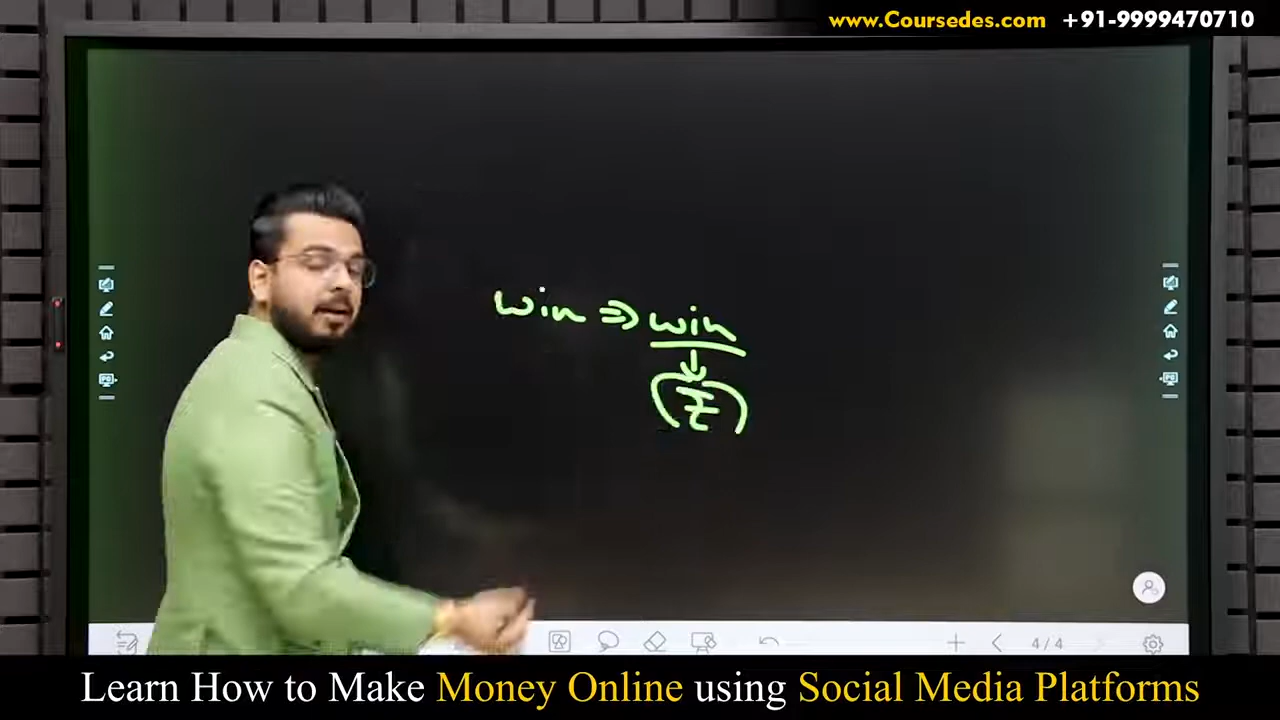 www.Coursedes.com +91-9999470710
win ⇒ win
↓
(Z)
4/4
Learn How to Make Money Online using Social Media Platforms